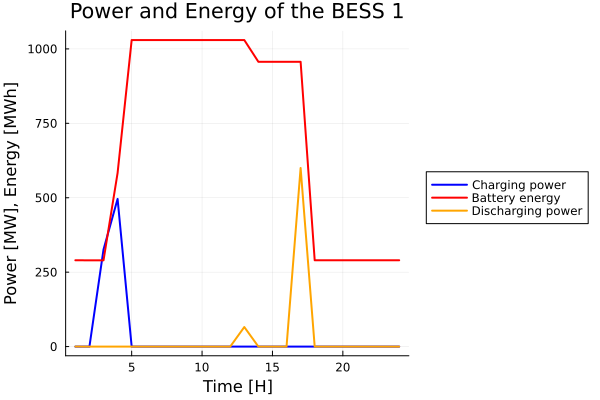 Power and Energy of the BESS 1
Power [MW], Energy [MWh]
1000
750
500
250
0
5
10
15
20
Time [H]
Charging power
Battery energy
Discharging power